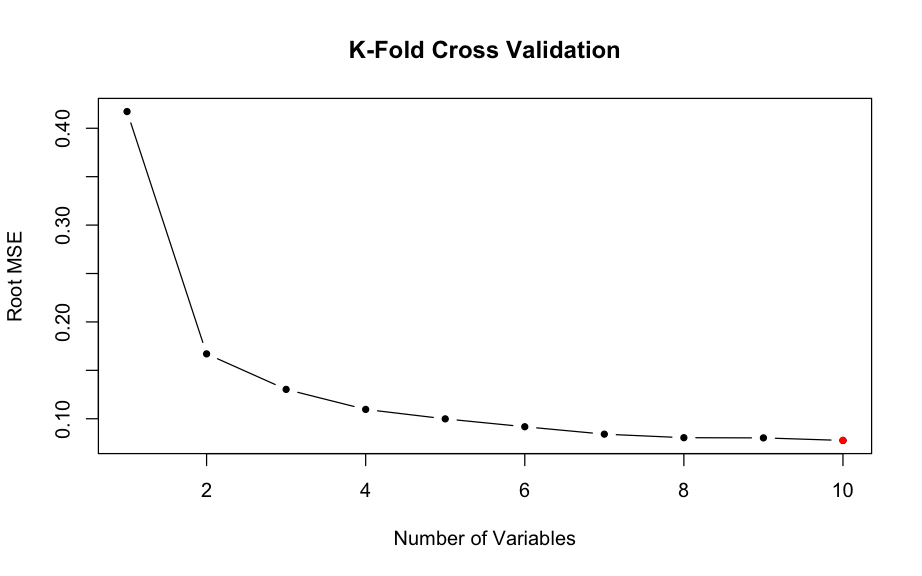 K-Fold Cross Validation
Root MSE
0.40
0.30
0.20
0.10
2 4 6 8 10
Number of Variables